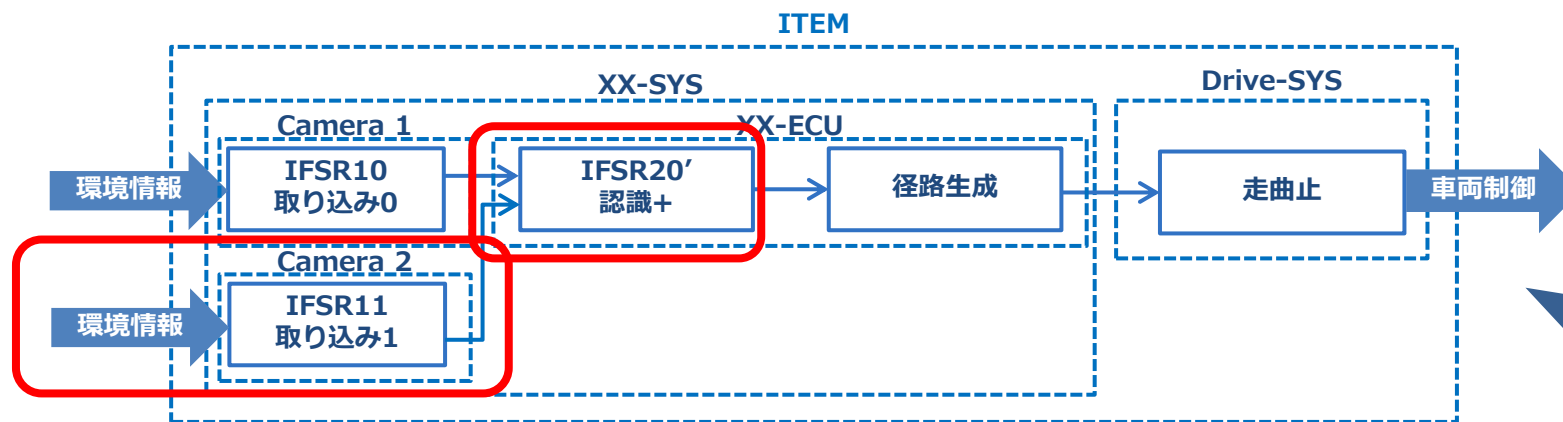 ITEM
XX-SYS
Drive-SYS
Camera 1
XX-ECU
環境情報
IFSR10
取り込み0
IFSR20′
認識+
径路生成
走曲止
車両制御
Camera 2
環境情報
IFSR11
取り込み1